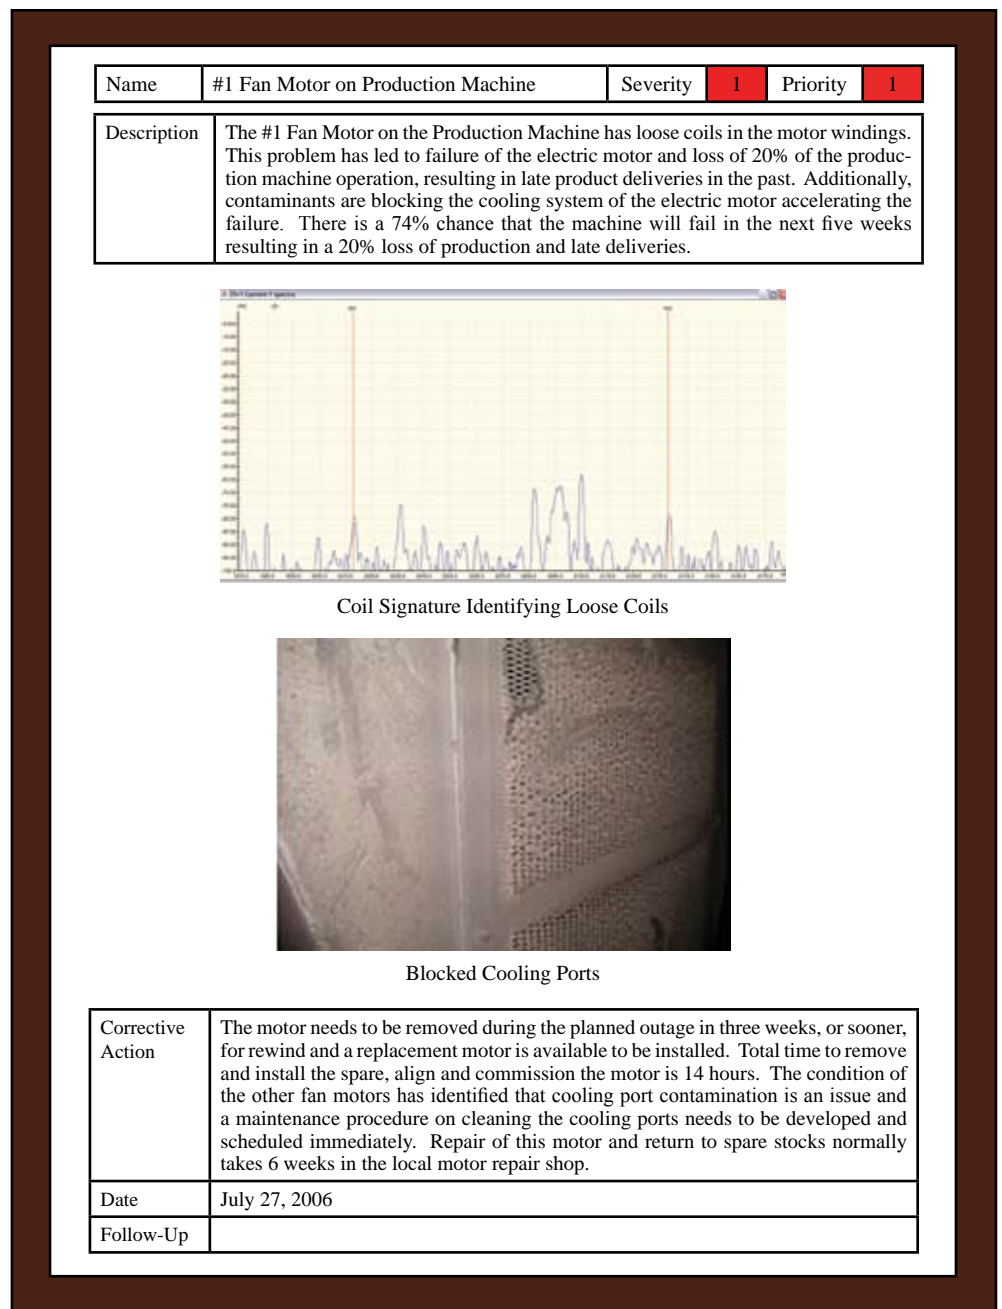 Name #1 Fan Motor on Production Machine Severity 1 Priority 1
Description The #1 Fan Motor on the Production Machine has loose coils in the motor windings.
This problem has led to failure of the electric motor and loss of 20% of the produc-
tion machine operation, resulting in late product deliveries in the past. Additionally,
contaminants are blocking the cooling system of the electric motor accelerating the
failure. There is a 74% chance that the machine will fail in the next five weeks
resulting in a 20% loss of production and late deliveries.
Coil Signature Identifying Loose Coils
Blocked Cooling Ports
Corrective The motor needs to be removed during the planned outage in three weeks, or sooner,
Action for rewind and a replacement motor is available to be installed. Total time to remove
and install the spare, align and commission the motor is 14 hours. The condition of
the other fan motors has identified that cooling port contamination is an issue and
a maintenance procedure on cleaning the cooling ports needs to be developed and
scheduled immediately. Repair of this motor and return to spare stocks normally
takes 6 weeks in the local motor repair shop.
Date July 27, 2006
Follow-Up